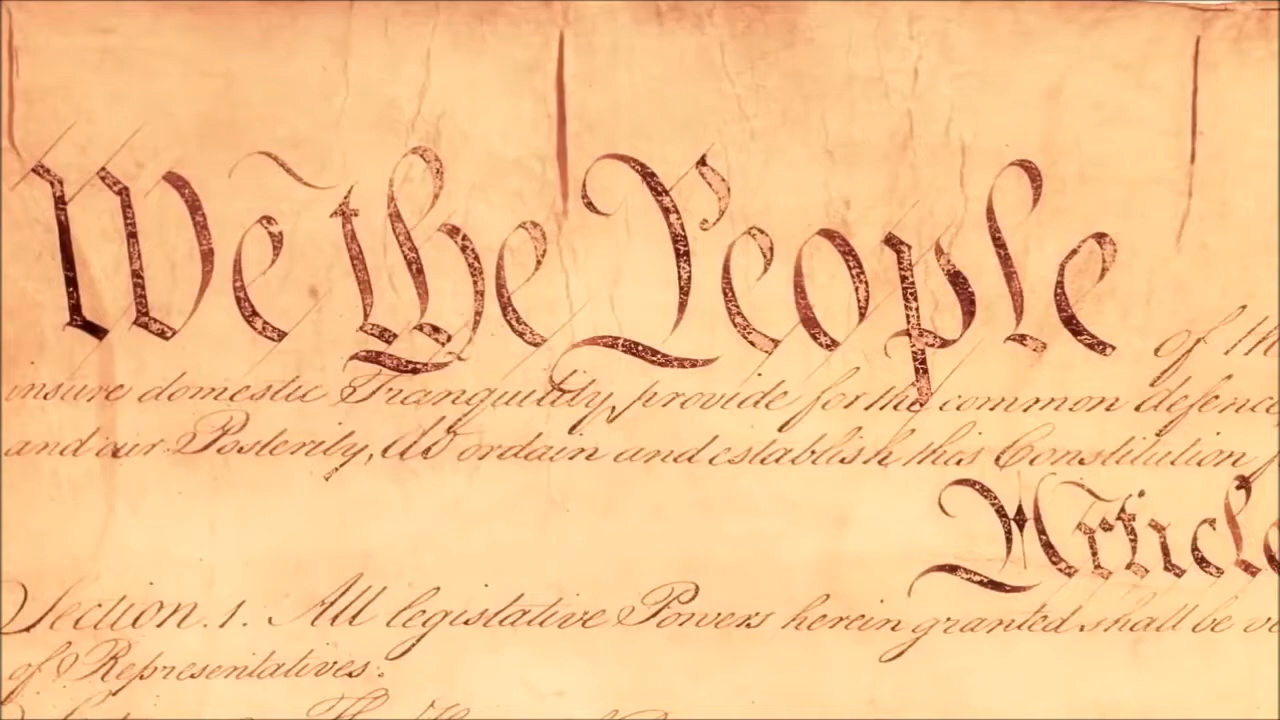 We the People of th
insure domestic Tranquility, provide for the common defence
and our Posterity, do ordain and establish this Constitution f
Article
Section. 1. All legislative Powers herein granted shall be ve
of Representatives.